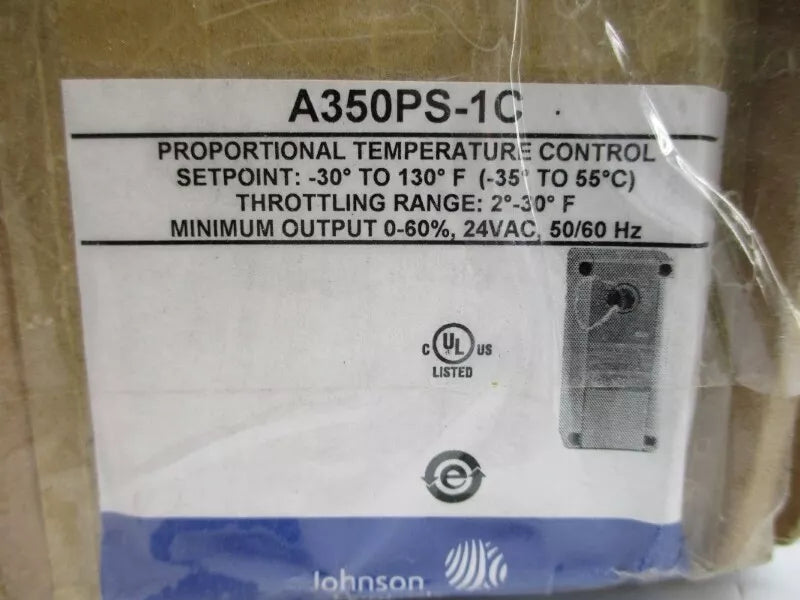 A350PS-1C
PROPORTIONAL TEMPERATURE CONTROL
SETPOINT: -30° TO 130° F (-35° TO 55°C)
THROTTLING RANGE: 2°-30° F
MINIMUM OUTPUT 0-60%, 24VAC, 50/60 Hz
C UL US
LISTED
e
Johnson